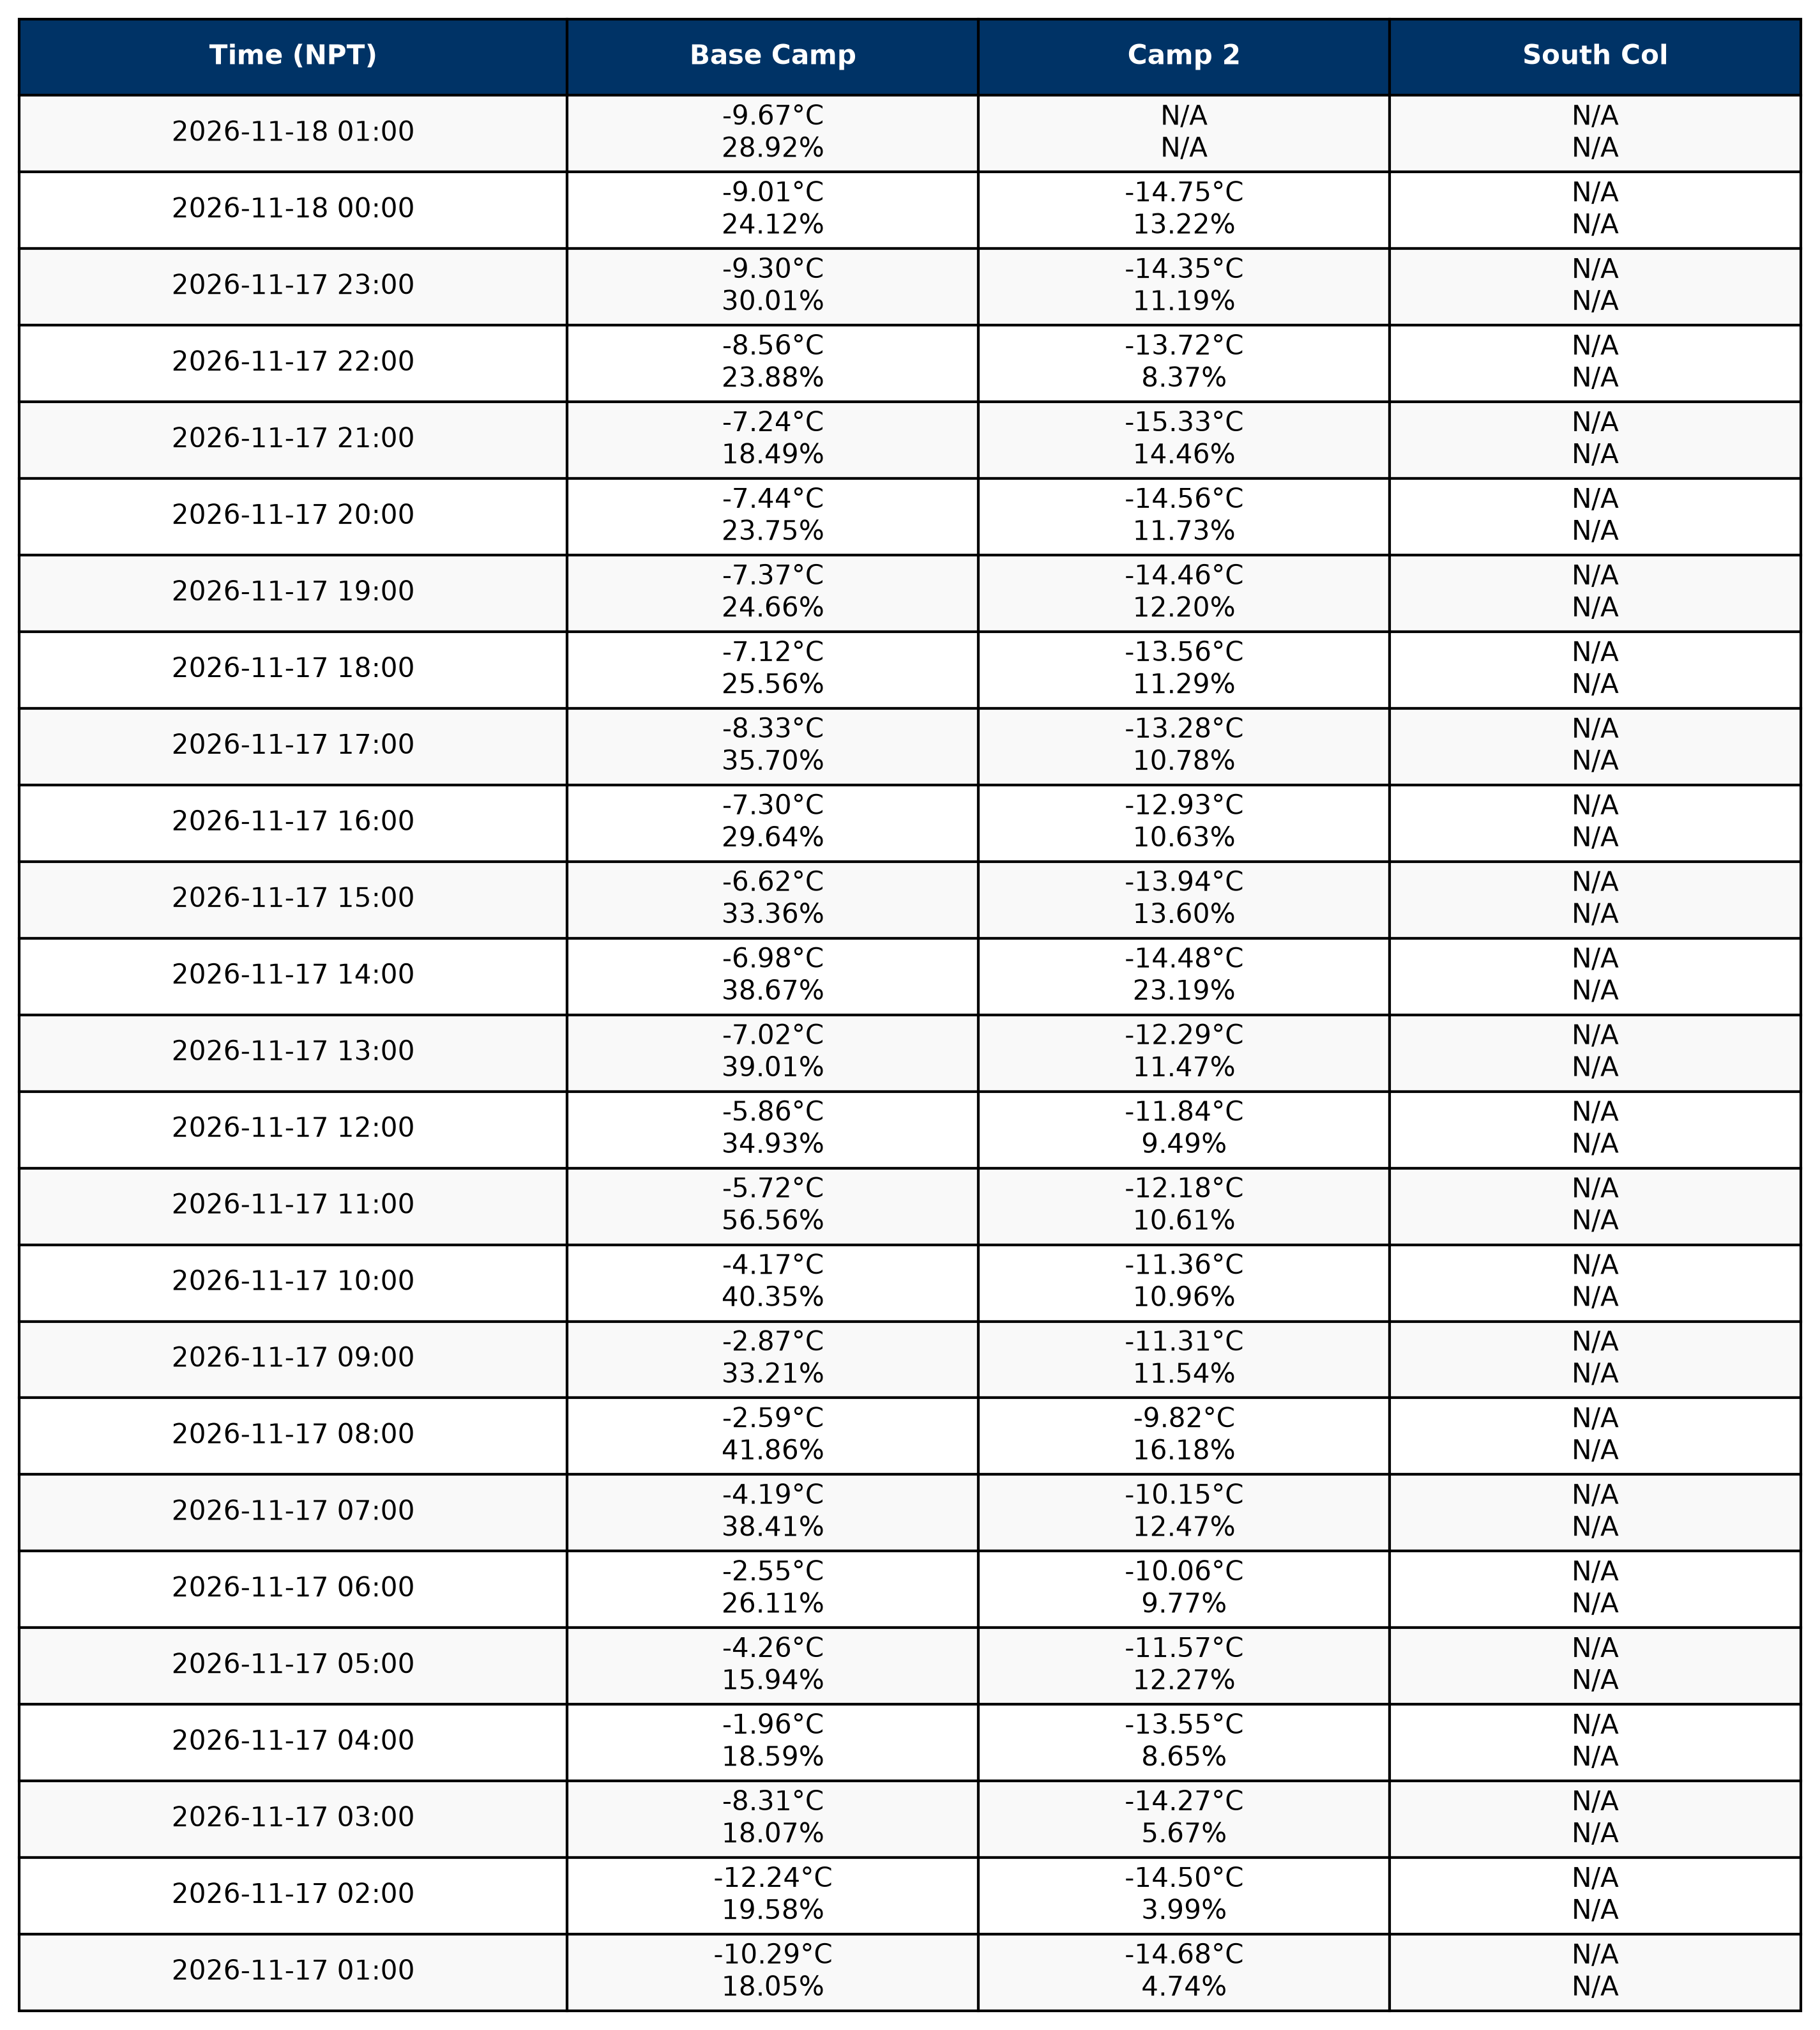 Time (NPT) Base Camp Camp 2 South Col
2026-11-18 01:00 -9.67°C N/A N/A
28.92% N/A N/A
2026-11-18 00:00 -9.01°C -14.75°C N/A
24.12% 13.22% N/A
2026-11-17 23:00 -9.30°C -14.35°C N/A
30.01% 11.19% N/A
2026-11-17 22:00 -8.56°C -13.72°C N/A
23.88% 8.37% N/A
2026-11-17 21:00 -7.24°C -15.33°C N/A
18.49% 14.46% N/A
2026-11-17 20:00 -7.44°C -14.56°C N/A
23.75% 11.73% N/A
2026-11-17 19:00 -7.37°C -14.46°C N/A
24.66% 12.20% N/A
2026-11-17 18:00 -7.12°C -13.56°C N/A
25.56% 11.29% N/A
2026-11-17 17:00 -8.33°C -13.28°C N/A
35.70% 10.78% N/A
2026-11-17 16:00 -7.30°C -12.93°C N/A
29.64% 10.63% N/A
2026-11-17 15:00 -6.62°C -13.94°C N/A
33.36% 13.60% N/A
2026-11-17 14:00 -6.98°C -14.48°C N/A
38.67% 23.19% N/A
2026-11-17 13:00 -7.02°C -12.29°C N/A
39.01% 11.47% N/A
2026-11-17 12:00 -5.86°C -11.84°C N/A
34.93% 9.49% N/A
2026-11-17 11:00 -5.72°C -12.18°C N/A
56.56% 10.61% N/A
2026-11-17 10:00 -4.17°C -11.36°C N/A
40.35% 10.96% N/A
2026-11-17 09:00 -2.87°C -11.31°C N/A
33.21% 11.54% N/A
2026-11-17 08:00 -2.59°C -9.82°C N/A
41.86% 16.18% N/A
2026-11-17 07:00 -4.19°C -10.15°C N/A
38.41% 12.47% N/A
2026-11-17 06:00 -2.55°C -10.06°C N/A
26.11% 9.77% N/A
2026-11-17 05:00 -4.26°C -11.57°C N/A
15.94% 12.27% N/A
2026-11-17 04:00 -1.96°C -13.55°C N/A
18.59% 8.65% N/A
2026-11-17 03:00 -8.31°C -14.27°C N/A
18.07% 5.67% N/A
2026-11-17 02:00 -12.24°C -14.50°C N/A
19.58% 3.99% N/A
2026-11-17 01:00 -10.29°C -14.68°C N/A
18.05% 4.74% N/A